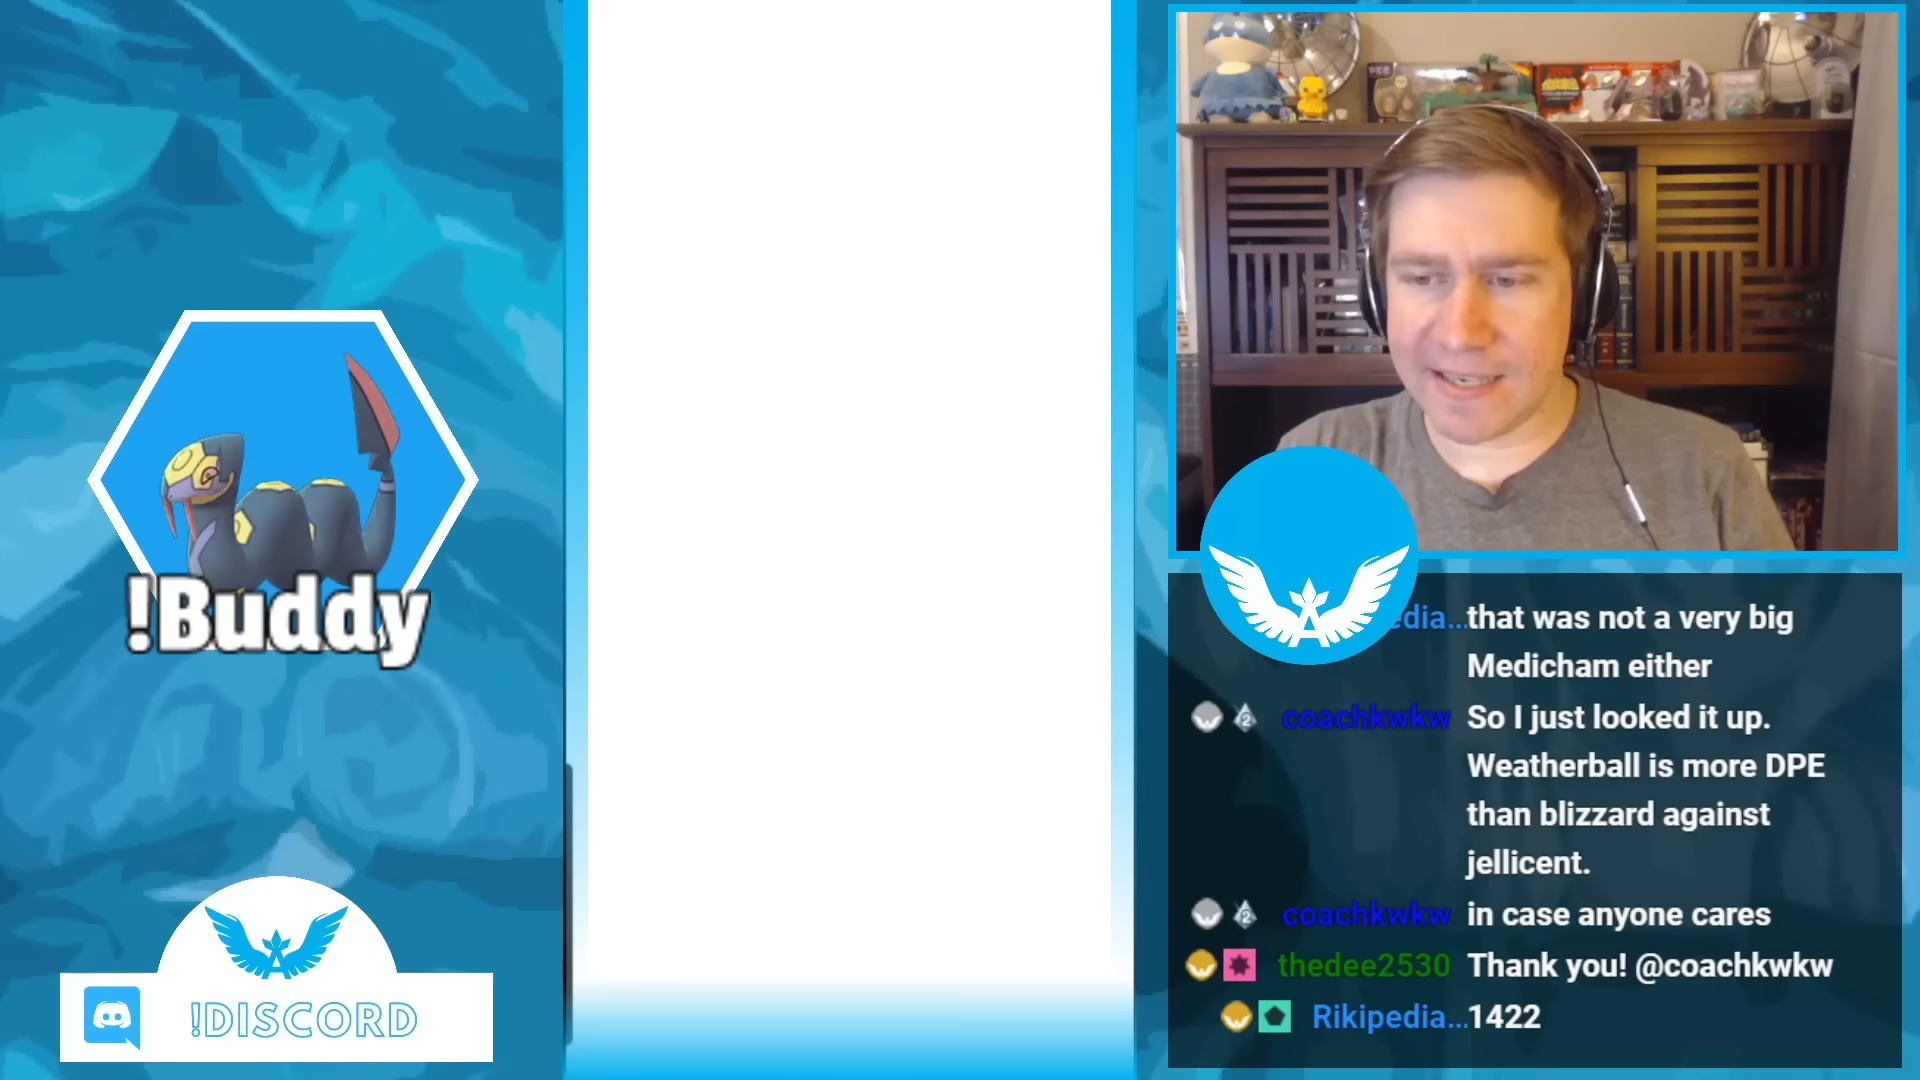 !Buddy
!DISCORD
edia...that was not a very big
Medicham either
coachkwkw So I just looked it up.
Weatherball is more DPE
than blizzard against
jellicent.
coachkwkw in case anyone cares
thedee2530 Thank you! @coachkwkw
Rikipedia...1422